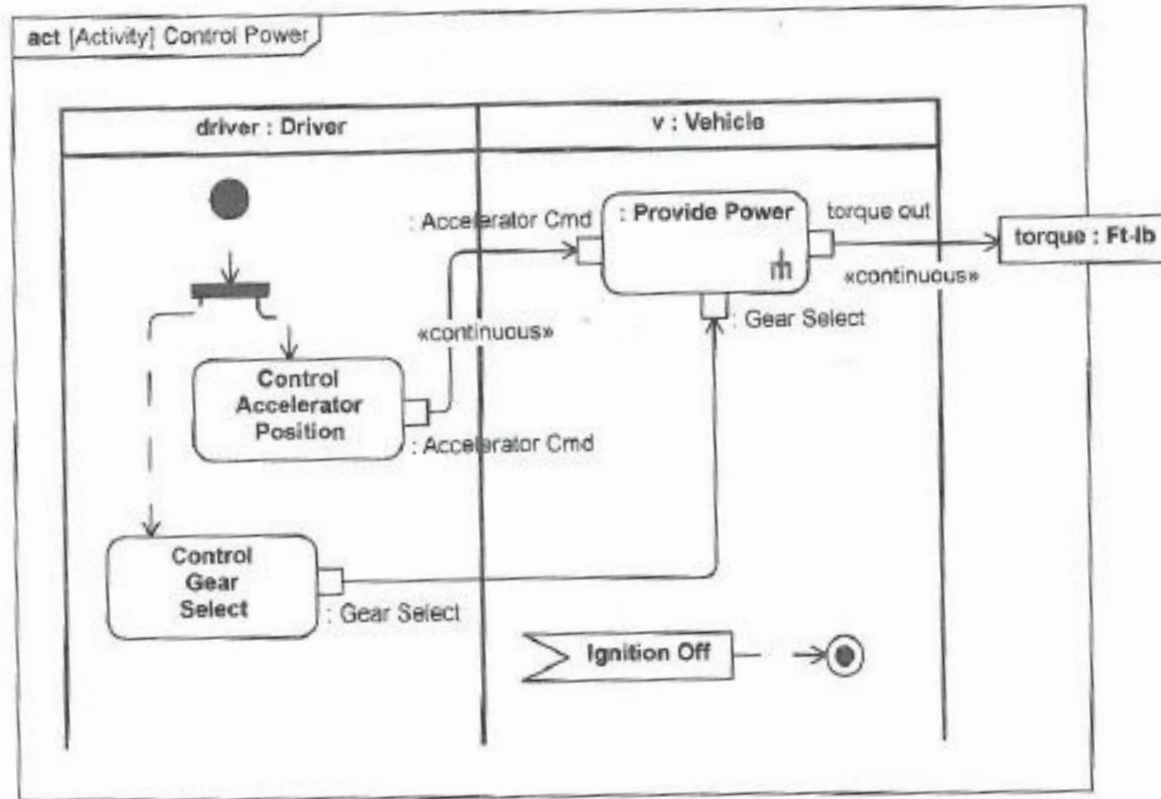 act [Activity] Control Power
driver : Driver
v : Vehicle
: Accelerator Cmd
: Provide Power
torque out
torque : Ft-lb
«continuous»
: Gear Select
«continuous»
Control
Accelerator
Position
: Accelerator Cmd
Control
Gear
Select
: Gear Select
Ignition Off